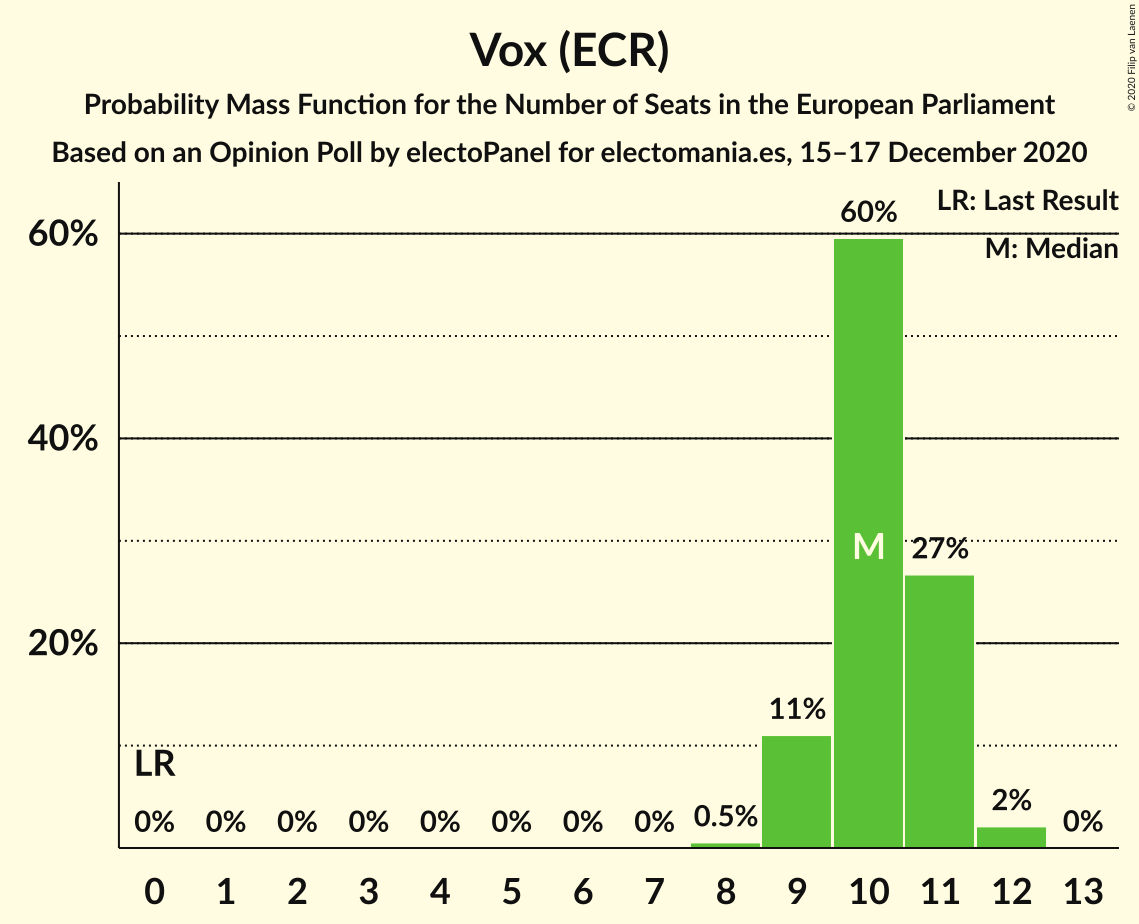 Vox (ECR)
Probability Mass Function for the Number of Seats in the European Parliament
Based on an Opinion Poll by electoPanel for electomania.es, 15–17 December 2020
© 2020 Filip van Laenen
LR: Last Result
M: Median
60%
40%
20%
60%
M
27%
11%
LR
0% 0% 0% 0% 0% 0% 0% 0% 0.5% 2% 0%
0 1 2 3 4 5 6 7 8 9 10 11 12 13